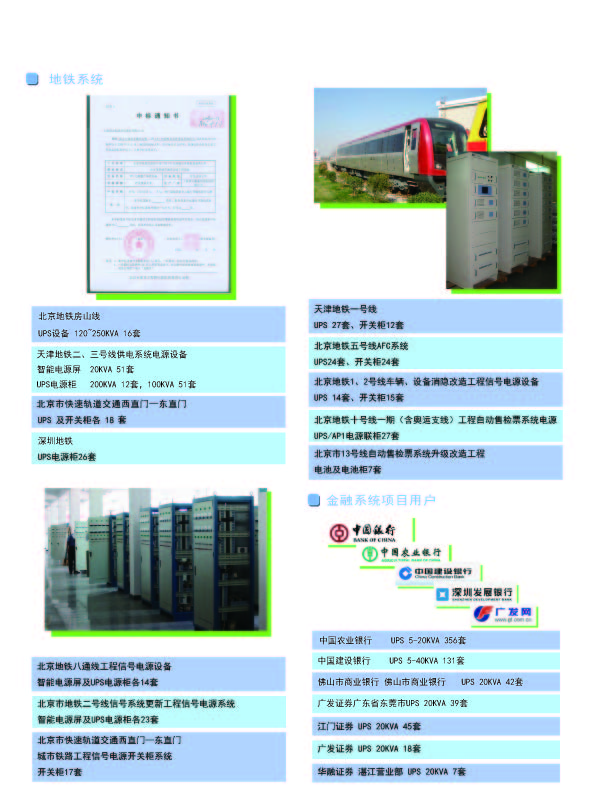 地铁系统
中标通知书
北京地铁房山线
UPS设备 120~250KVA 16套
天津地铁二、三号线供电系统电源设备
智能电源屏 20KVA 51套
UPS电源柜 200KVA 12套, 100KVA 51套
北京市快速轨道交通西直门—东直门
UPS 及开关柜各 18 套
深圳地铁
UPS电源柜26套
北京地铁八通线工程信号电源设备
智能电源屏及UPS电源柜各14套
北京市地铁二号线信号系统更新工程信号电源系统
智能电源屏及UPS电源柜各23套
北京市快速轨道交通西直门—东直门
城市铁路工程信号电源开关柜系统
开关柜17套
天津地铁一号线
UPS 27套、开关柜12套
北京地铁五号线AFC系统
UPS24套、开关柜24套
北京地铁1、2号线车辆、设备消隐改造工程信号电源设备
UPS 14套、开关柜15套
北京地铁十号线一期（含奥运支线）工程自动售检票系统电源
UPS/AP1电源联柜27套
北京市13号线自动售检票系统升级改造工程
电池及电池柜7套
金融系统项目用户
中国银行
BANK OF CHINA
中国农业银行
AGRICULTURAL BANK OF CHINA
中国建设银行
China Construction Bank
深圳发展银行
SHENZHEN DEVELOPMENT BANK
广发网
www.gf.com.cn
中国农业银行 UPS 5-20KVA 356套
中国建设银行 UPS 5-40KVA 131套
佛山市商业银行 佛山市商业银行 UPS 20KVA 42套
广发证券广东省东莞市UPS 20KVA 39套
江门证券 UPS 20KVA 45套
广发证券 UPS 20KVA 18套
华融证券 湛江营业部 UPS 20KVA 7套